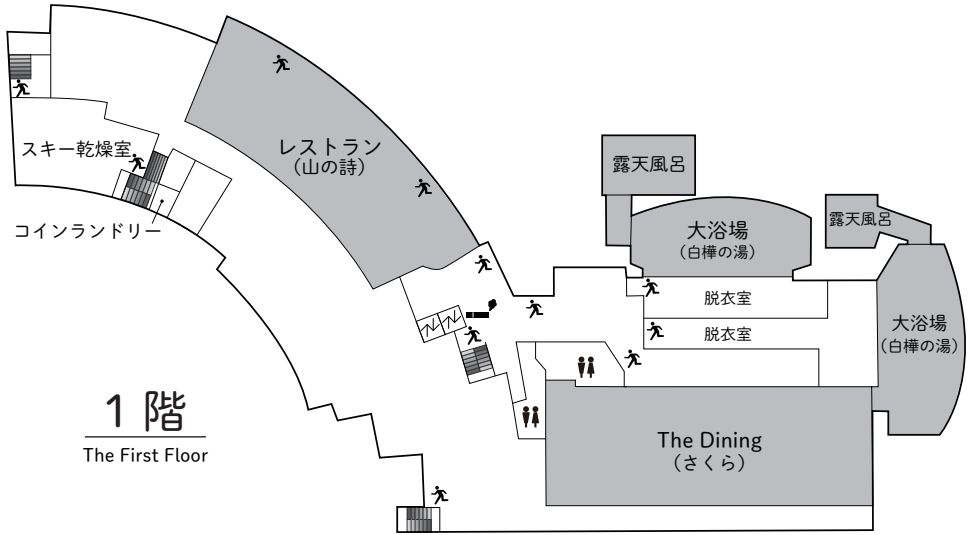 スキー乾燥室
コインランドリー
レストラン
（山の詩）
露天風呂
大浴場
（白樺の湯）
露天風呂
脱衣室
脱衣室
大浴場
（白樺の湯）
The Dining
（さくら）
1 階
The First Floor